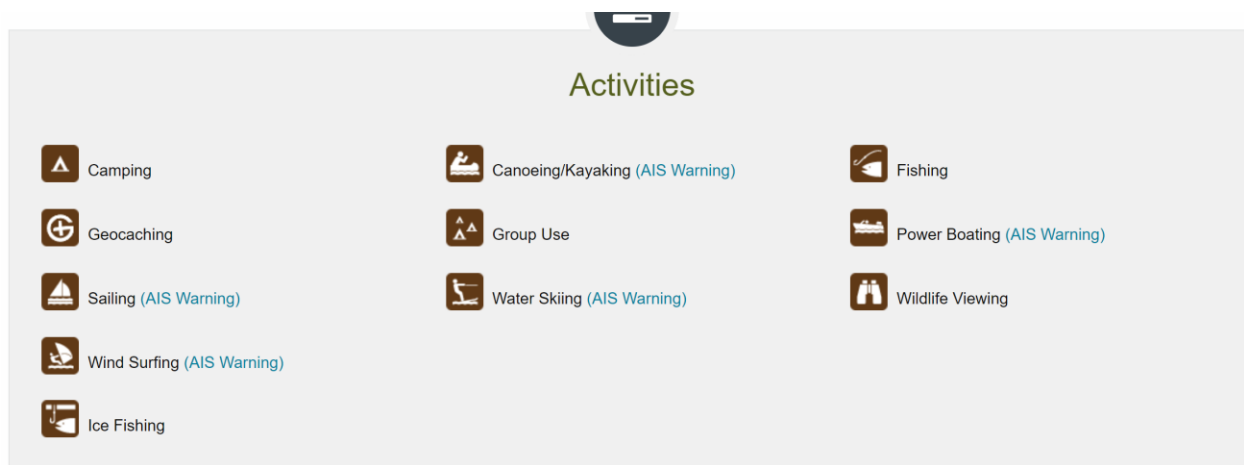 Activities
Camping
Canoeing/Kayaking (AIS Warning)
Fishing
Geocaching
Group Use
Power Boating (AIS Warning)
Sailing (AIS Warning)
Water Skiing (AIS Warning)
Wildlife Viewing
Wind Surfing (AIS Warning)
Ice Fishing